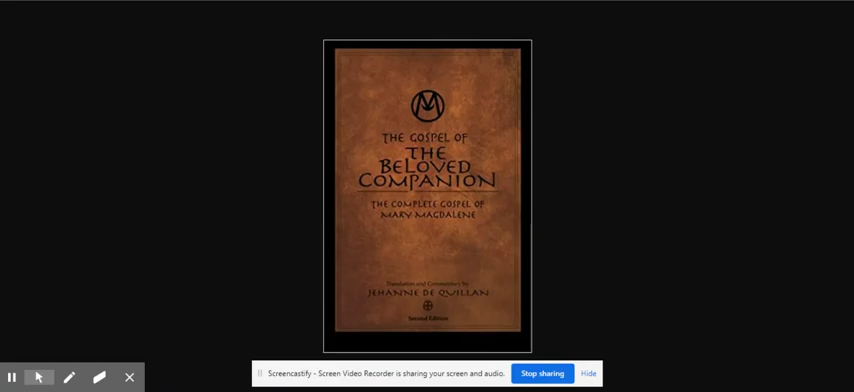 M
THE GOSPEL OF
THE
BELOVED
COMPANION
THE COMPLETE GOSPEL OF
MARY MAGDALENE
Translation and Commentary by
JEHANNE DE QUILLAN
Second Edition
Screencastify - Screen Video Recorder is sharing your screen and audio. Stop sharing Hide